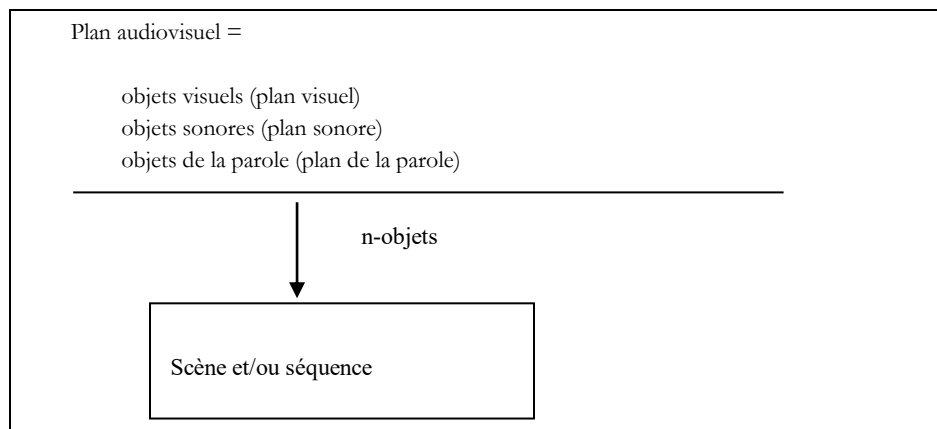 Plan audiovisuel =
objets visuels (plan visuel)
objets sonores (plan sonore)
objets de la parole (plan de la parole)
n-objets
Scène et/ou séquence